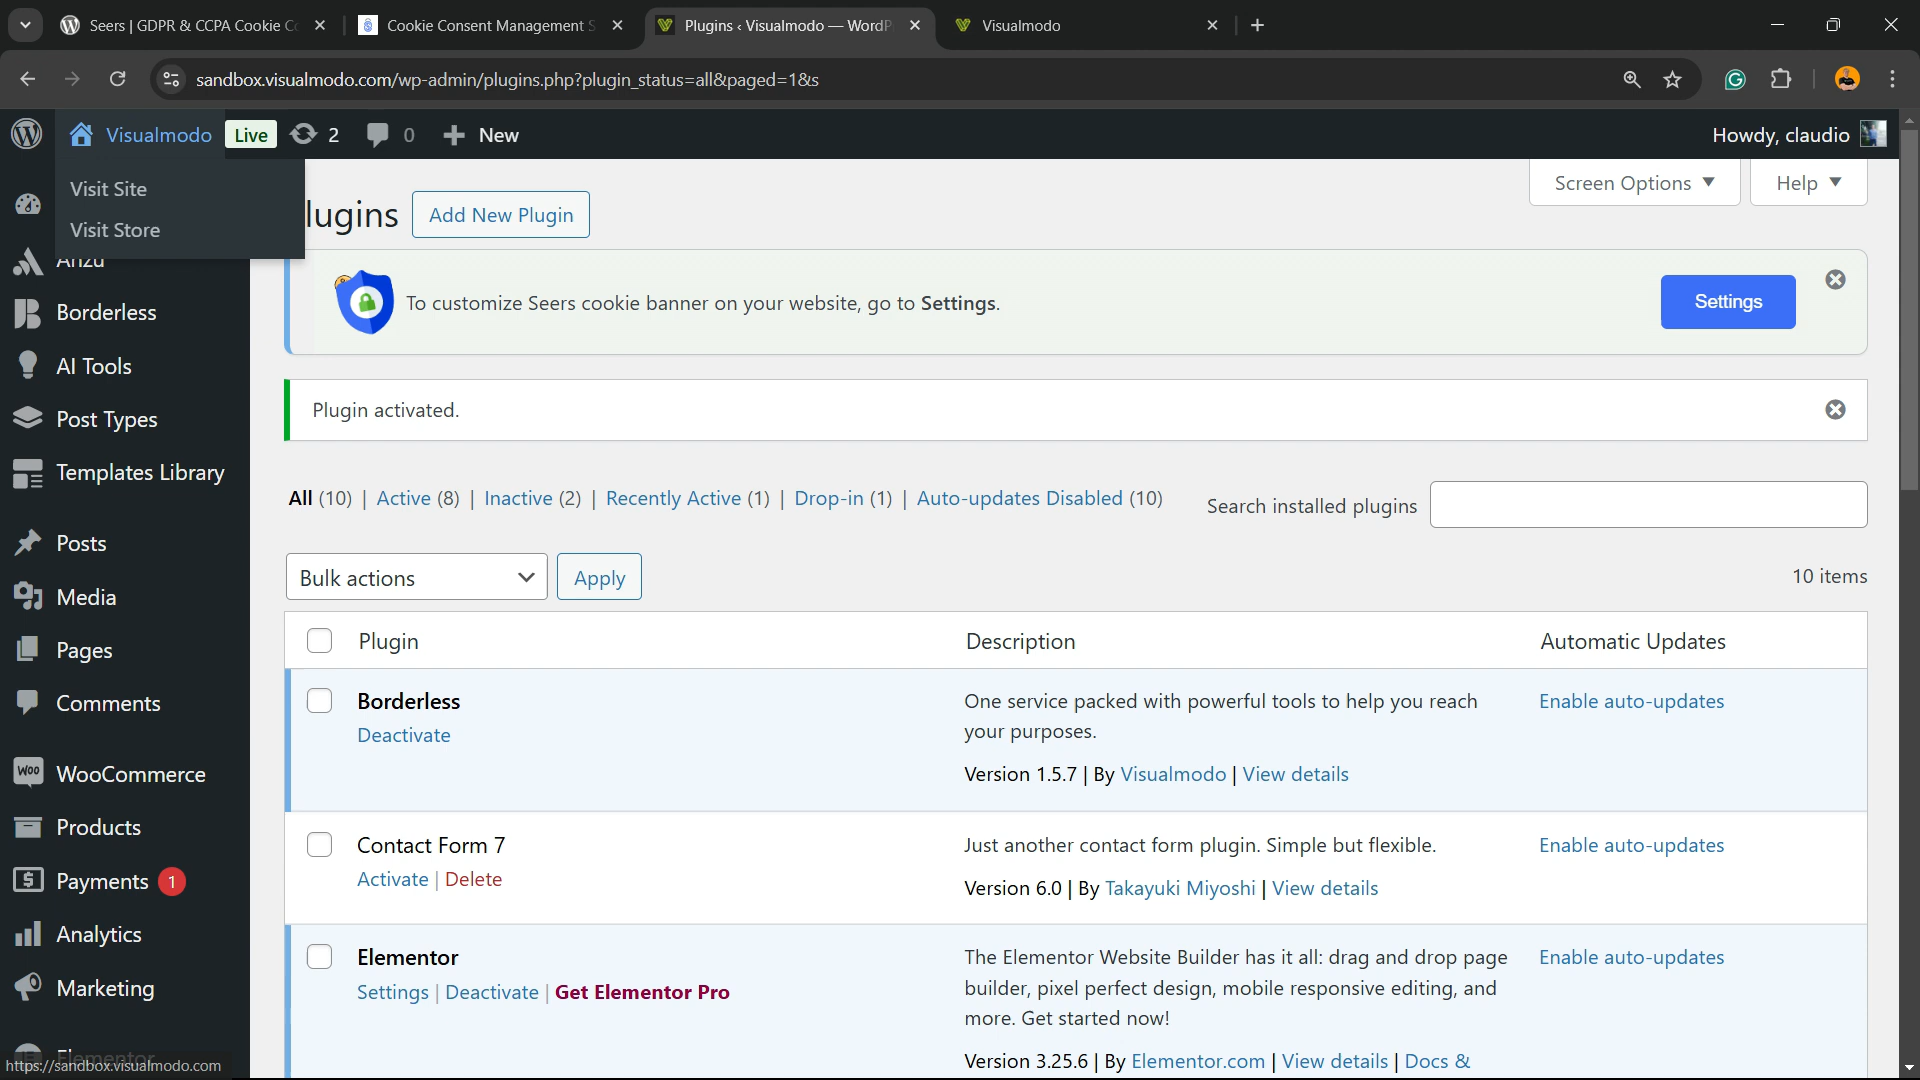 Seers | GDPR & CCPA Cookie Co
Cookie Consent Management S
Plugins ‹ Visualmodo — WordP
Visualmodo
sandbox.visualmodo.com/wp-admin/plugins.php?plugin_status=all&paged=1&s
Visualmodo
Live
2
0
New
Howdy, claudio
Visit Site
Visit Store
lugins
Add New Plugin
Screen Options
Help
Borderless
AI Tools
Post Types
Templates Library
Posts
Media
Pages
Comments
WooCommerce
Products
Payments 1
Analytics
Marketing
Elementor
https://sandbox.visualmodo.com
To customize Seers cookie banner on your website, go to Settings.
Settings
Plugin activated.
All (10) | Active (8) | Inactive (2) | Recently Active (1) | Drop-in (1) | Auto-updates Disabled (10)
Search installed plugins
Bulk actions
Apply
10 items
Plugin
Description
Automatic Updates
Borderless
Deactivate
One service packed with powerful tools to help you reach
your purposes.
Version 1.5.7 | By Visualmodo | View details
Enable auto-updates
Contact Form 7
Activate | Delete
Just another contact form plugin. Simple but flexible.
Version 6.0 | By Takayuki Miyoshi | View details
Enable auto-updates
Elementor
Settings | Deactivate | Get Elementor Pro
The Elementor Website Builder has it all: drag and drop page
builder, pixel perfect design, mobile responsive editing, and
more. Get started now!
Version 3.25.6 | By Elementor.com | View details | Docs &
Enable auto-updates